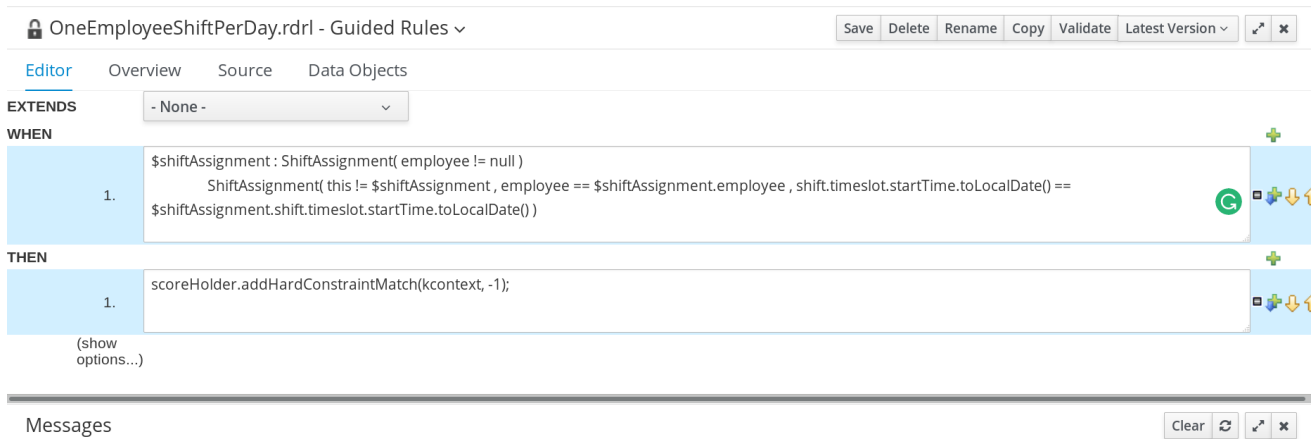 OneEmployeeShiftPerDay.rdrl - Guided Rules
Save Delete Rename Copy Validate Latest Version
Editor Overview Source Data Objects
EXTENDS - None -
WHEN
1. $shiftAssignment : ShiftAssignment( employee != null )
ShiftAssignment( this != $shiftAssignment , employee == $shiftAssignment.employee , shift.timeslot.startTime.toLocalDate() ==
$shiftAssignment.shift.timeslot.startTime.toLocalDate() )
THEN
1. scoreHolder.addHardConstraintMatch(kcontext, -1);
(show
options...)
Messages Clear